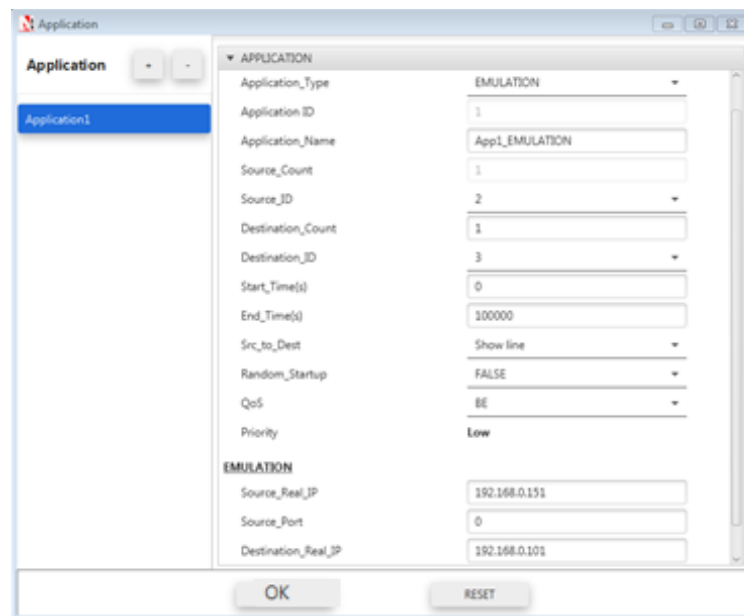 Application
Application + -
Application1
APPLICATION
Application_Type EMULATION
Application ID 1
Application_Name App1_EMULATION
Source_Count 1
Source_ID 2
Destination_Count 1
Destination_ID 3
Start_Time(s) 0
End_Time(s) 100000
Src_to_Dest Show line
Random_Startup FALSE
QoS BE
Priority Low
EMULATION
Source_Real_IP 192.168.0.151
Source_Port 0
Destination_Real_IP 192.168.0.101
OK RESET